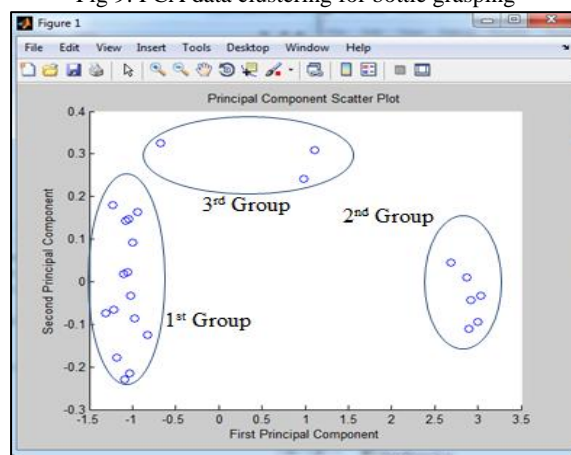 Fig 9. PCA data clustering for bottle grasping
Figure 1
File Edit View Insert Tools Desktop Window Help
Principal Component Scatter Plot
0.4
0.3
0.2
0.1
0
-0.1
-0.2
-0.3
Second Principal Component
3rd Group
2nd Group
1st Group
-1.5 -1 -0.5 0 0.5 1 1.5 2 2.5 3 3.5
First Principal Component